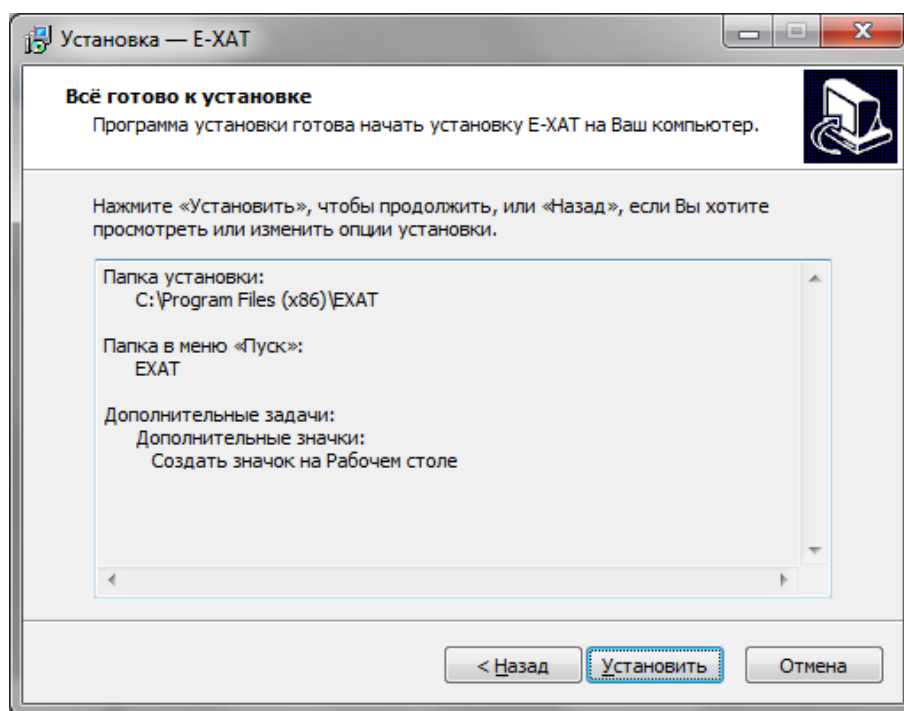 Установка — E-XAT
Всё готово к установке
Программа установки готова начать установку E-XAT на Ваш компьютер.
Нажмите «Установить», чтобы продолжить, или «Назад», если Вы хотите
просмотреть или изменить опции установки.
Папка установки:
C:\Program Files (x86)\EXAT
Папка в меню «Пуск»:
EXAT
Дополнительные задачи:
Дополнительные значки:
Создать значок на Рабочем столе
< Назад
Установить
Отмена